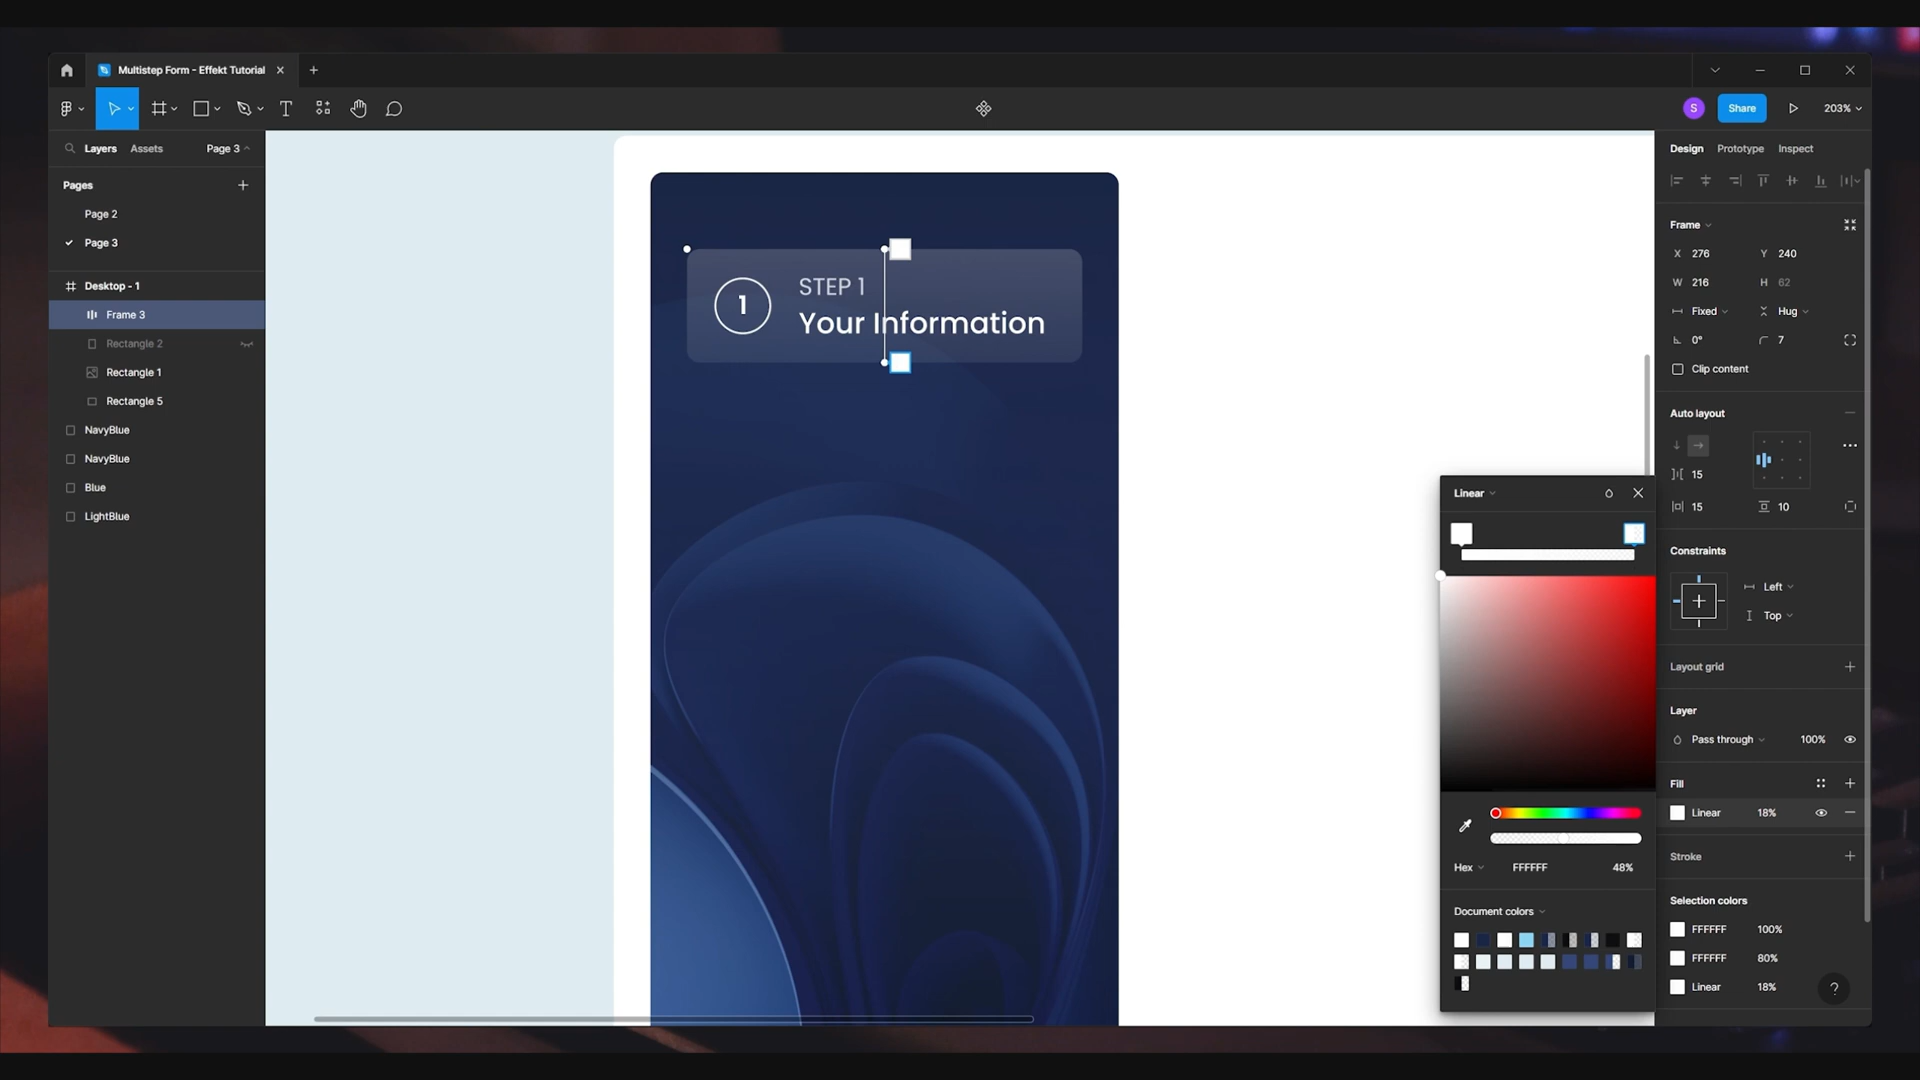 Multistep Form - Effekt Tutorial
S
Share
203%
Layers
Assets
Page 3
Pages
Page 2
Page 3
Desktop - 1
Frame 3
Rectangle 2
Rectangle 1
Rectangle 5
NavyBlue
NavyBlue
Blue
LightBlue
1
STEP 1
Your Information
Linear
Hex
FFFFFF
48%
Document colors
Design
Prototype
Inspect
Frame
X 276
Y 240
W 216
H 62
Fixed
Hug
0°
7
Clip content
Auto layout
15
15
10
Constraints
Left
Top
Layout grid
Layer
Pass through
100%
Fill
Linear
18%
Stroke
Selection colors
FFFFFF
100%
FFFFFF
80%
Linear
18%
?